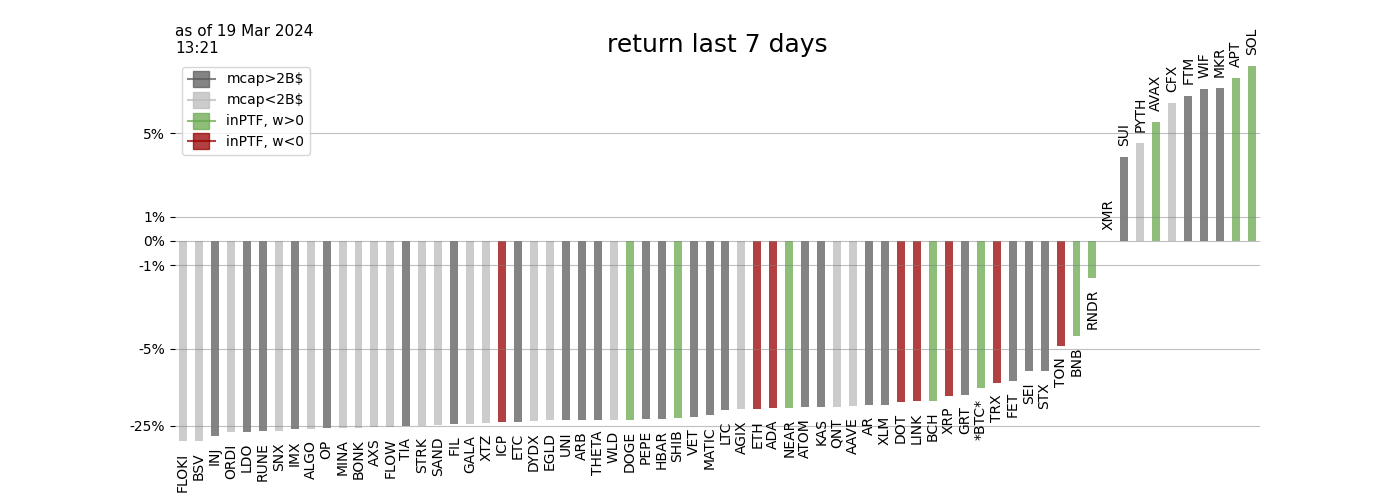 as of 19 Mar 2024
13:21
return last 7 days
mcap>2B$
mcap<2B$
inPTF, w>0
inPTF, w<0
5%
1%
0%
-1%
-5%
-25%
FLOKI
BSV
INJ
ORDI
LDO
RUNE
SNX
IMX
ALGO
OP
MINA
BONK
AXS
FLOW
TIA
STRK
SAND
FIL
GALA
XTZ
ICP
ETC
DYDX
EGLD
UNI
ARB
THETA
WLD
DOGE
PEPE
HBAR
SHIB
VET
MATIC
LTC
AGIX
ETH
ADA
NEAR
ATOM
KAS
QNT
AAVE
AR
XLM
DOT
LINK
BCH
XRP
GRT
*BTC*
TRX
FET
SEI
STX
TON
BNB
RNDR
XMR
SUI
PYTH
AVAX
CFX
FTM
WIF
MKR
APT
SOL